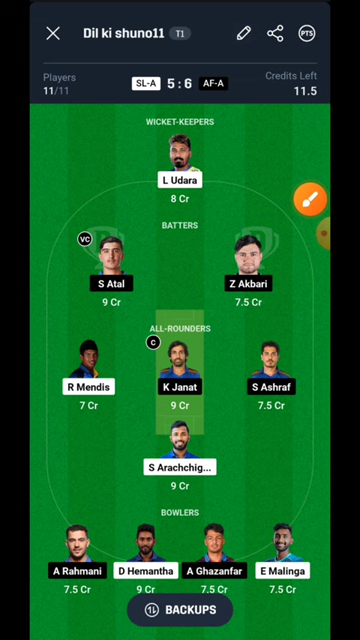 Dil ki shuno11 T1
PTS
Players
11/11
SL-A 5 : 6 AF-A
Credits Left
11.5
WICKET-KEEPERS
L Udara
8 Cr
BATTERS
VC
S Atal
9 Cr
Z Akbari
7.5 Cr
ALL-ROUNDERS
C
R Mendis
7 Cr
K Janat
9 Cr
S Ashraf
7.5 Cr
S Arachchig...
9 Cr
BOWLERS
A Rahmani
7.5 Cr
D Hemantha
9 Cr
A Ghazanfar
7.5 Cr
E Malinga
7.5 Cr
BACKUPS